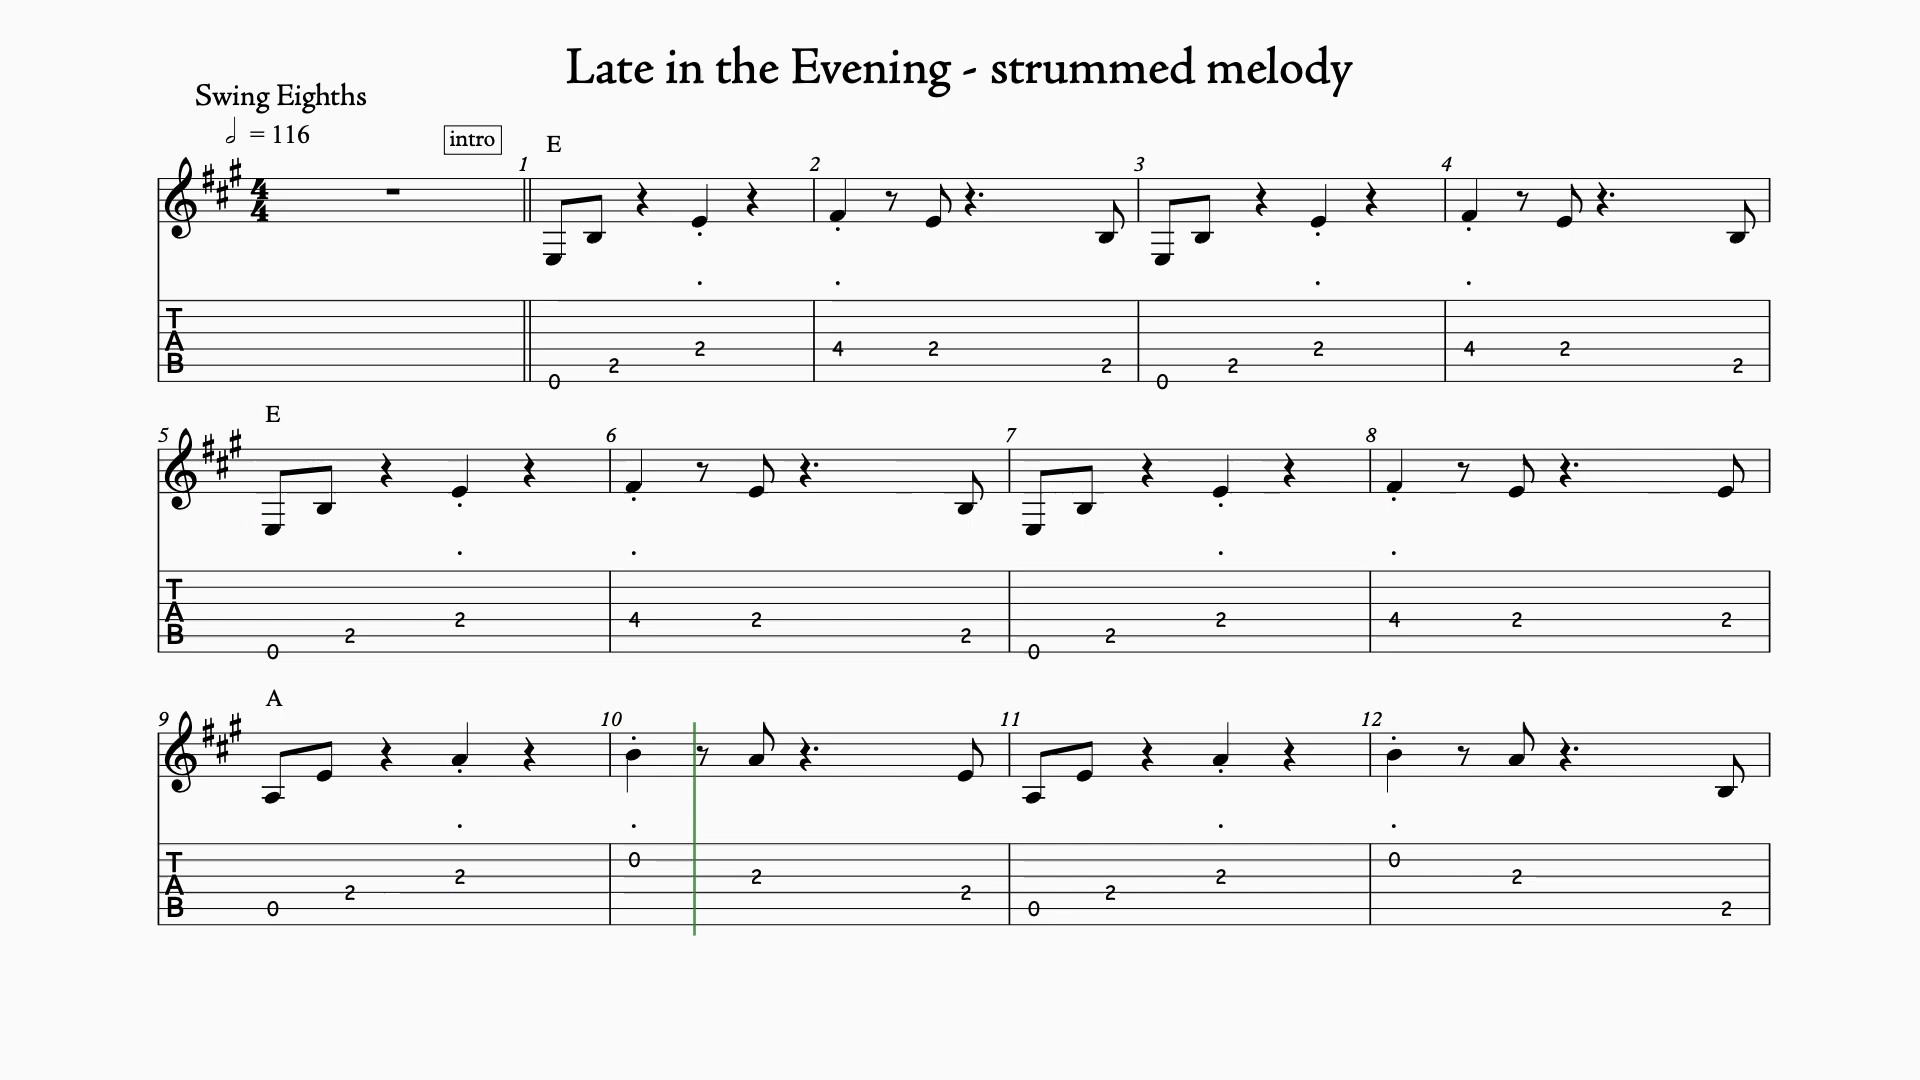 Late in the Evening - strummed melody
Swing Eighths
= 116
intro
E
1 2 3 4
4
4
T
A
B
0 2 2 4 2 2 0 2 2 4 2 2
E
5 6 7 8
T
A
B
0 2 2 4 2 2 0 2 2 4 2 2
A
9 10 11 12
T
A
B
0 2 2 0 2 2 0 2 2 0 2 2